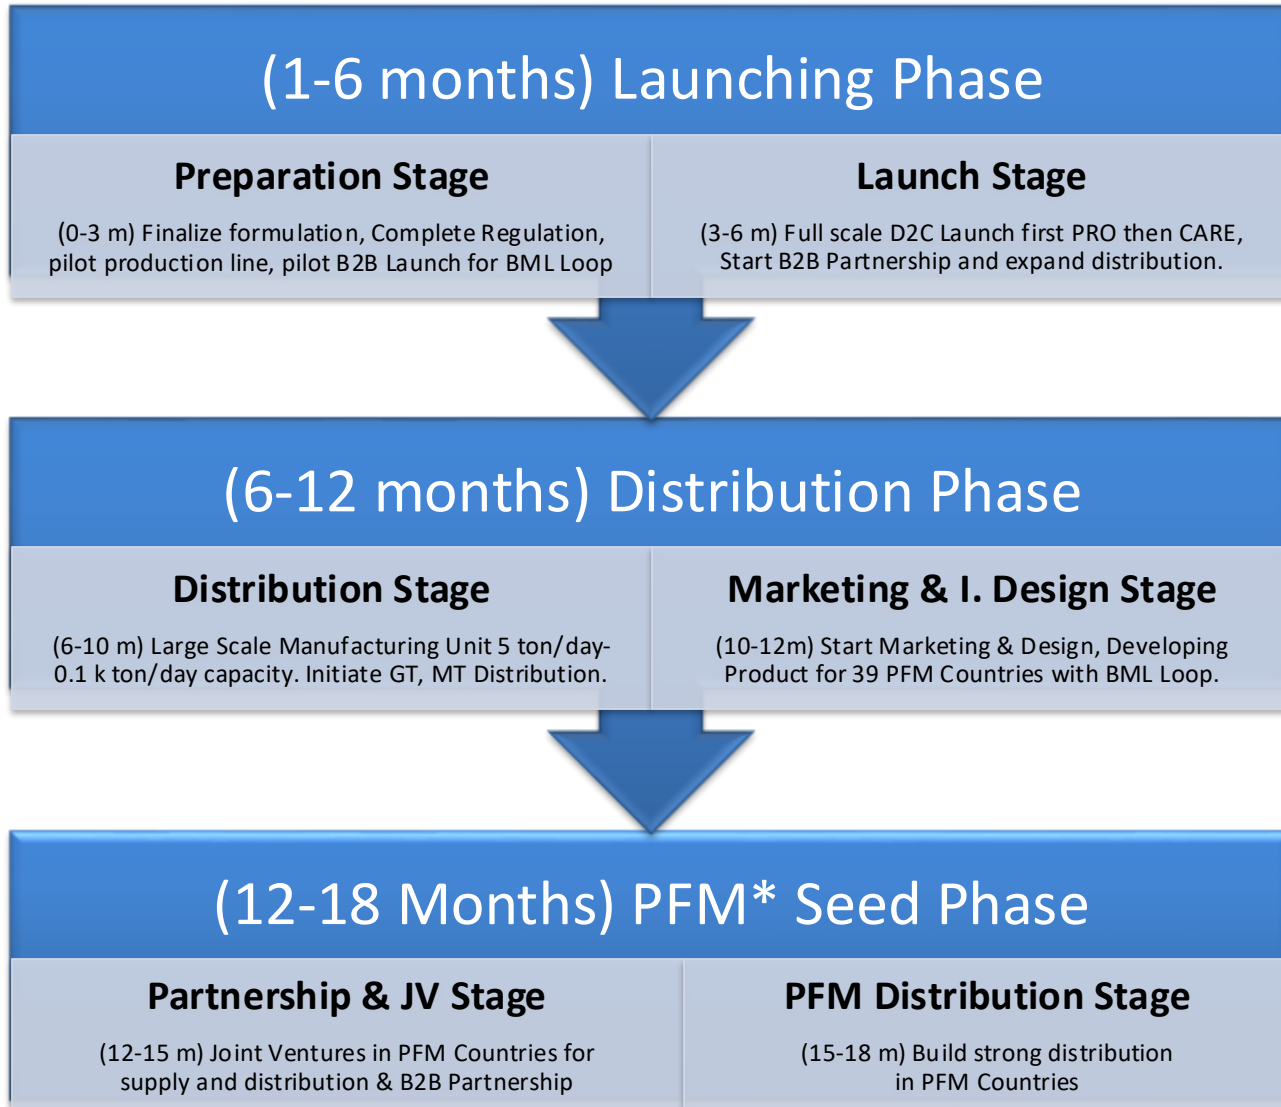 (1-6 months) Launching Phase
Preparation Stage
(0-3 m) Finalize formulation, Complete Regulation,
pilot production line, pilot B2B Launch for BML Loop
Launch Stage
(3-6 m) Full scale D2C Launch first PRO then CARE,
Start B2B Partnership and expand distribution.
(6-12 months) Distribution Phase
Distribution Stage
(6-10 m) Large Scale Manufacturing Unit 5 ton/day-
0.1 k ton/day capacity. Initiate GT, MT Distribution.
Marketing & I. Design Stage
(10-12m) Start Marketing & Design, Developing
Product for 39 PFM Countries with BML Loop.
(12-18 Months) PFM* Seed Phase
Partnership & JV Stage
(12-15 m) Joint Ventures in PFM Countries for
supply and distribution & B2B Partnership
PFM Distribution Stage
(15-18 m) Build strong distribution
in PFM Countries